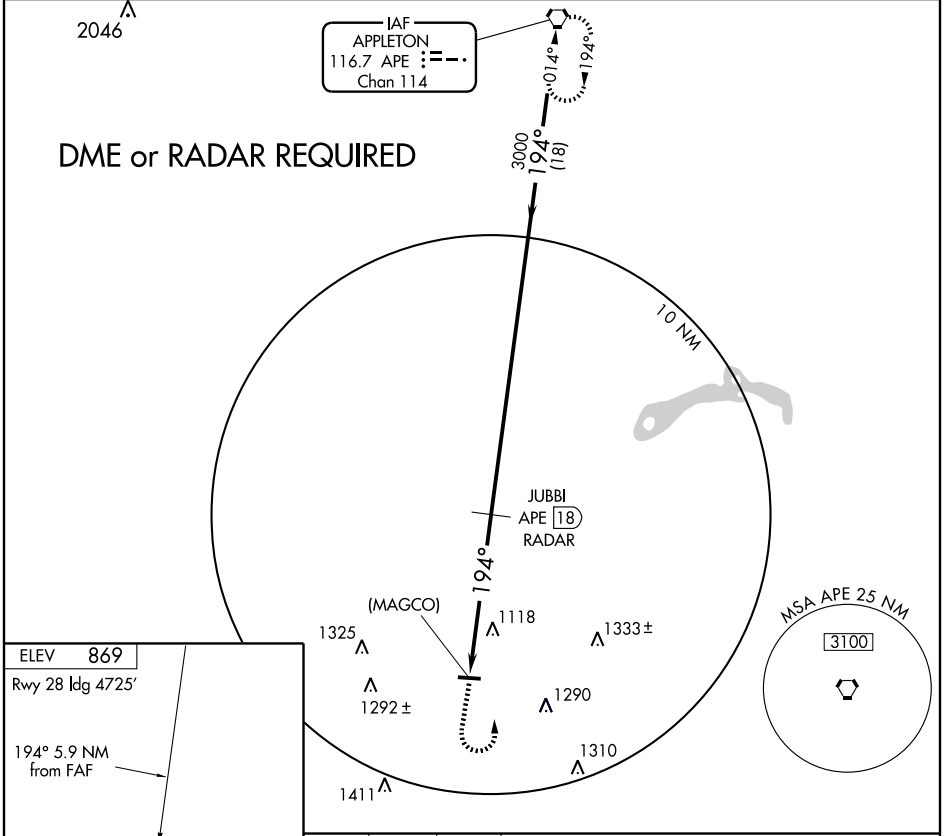 2046
IAF
APPLETON
116.7 APE
Chan 114
014°
194°
DME or RADAR REQUIRED
3000
194°
(18)
10 NM
JUBBI
APE 18
RADAR
194°
(MAGCO)
1118
1325
1333±
MSA APE 25 NM
3100
ELEV 869
Rwy 28 ldg 4725'
1292±
1290
194° 5.9 NM
from FAF
1310
1411